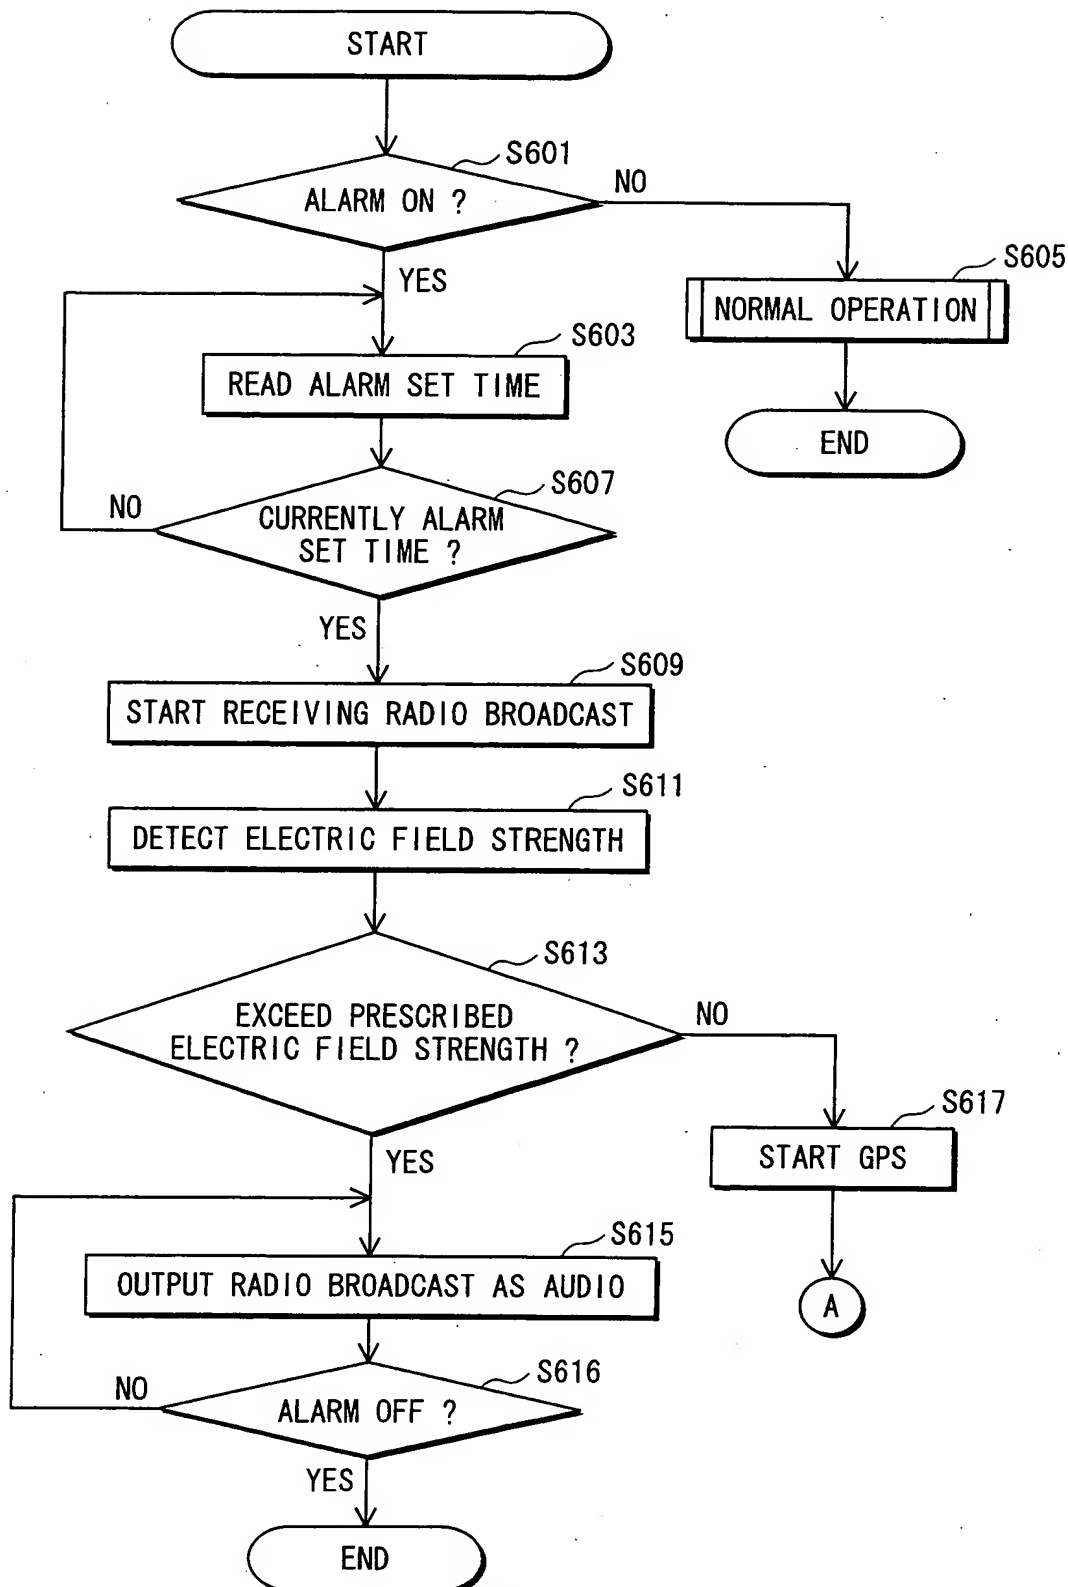 START
S601
ALARM ON ?
NO
YES
S605
NORMAL OPERATION
S603
READ ALARM SET TIME
END
S607
NO
CURRENTLY ALARM
SET TIME ?
YES
S609
START RECEIVING RADIO BROADCAST
S611
DETECT ELECTRIC FIELD STRENGTH
S613
EXCEED PRESCRIBED
ELECTRIC FIELD STRENGTH ?
NO
S617
START GPS
YES
S615
OUTPUT RADIO BROADCAST AS AUDIO
A
S616
NO
ALARM OFF ?
YES
END